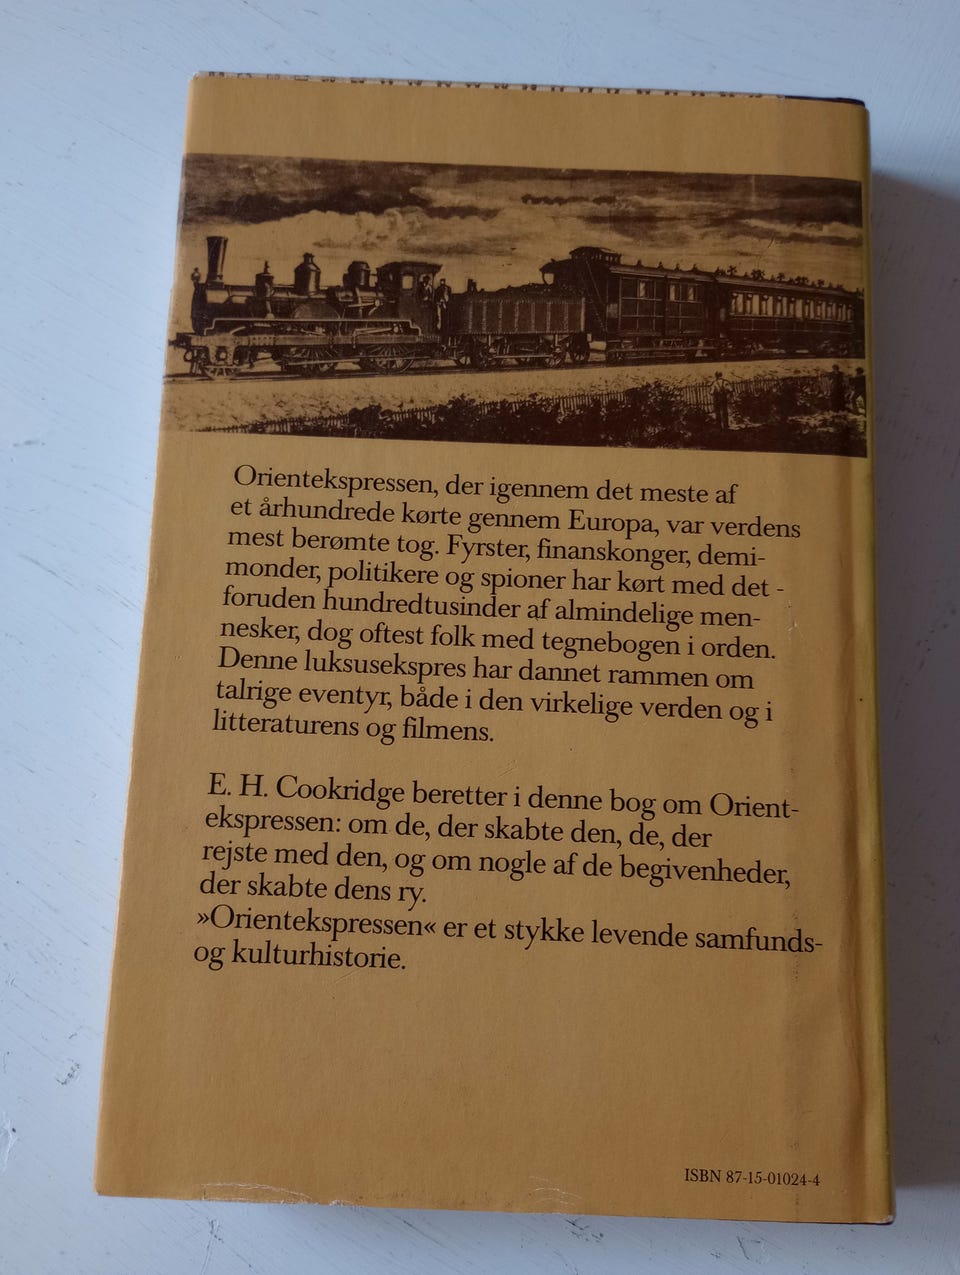 Orientekspressen, der igennem det meste af
et århundrede kørte gennem Europa, var verdens
mest berømte tog. Fyrster, finanskonger, demi-
monder, politikere og spioner har kørt med det -
foruden hundredtusinder af almindelige men-
nesker, dog oftest folk med tegnebogen i orden.
Denne luksusekspres har dannet rammen om
talrige eventyr, både i den virkelige verden og i
litteraturens og filmens.
E. H. Cookridge beretter i denne bog om Orient-
ekspressen: om de, der skabte den, de, der
rejste med den, og om nogle af de begivenheder,
der skabte dens ry.
»Orientekspressen« er et stykke levende samfunds-
og kulturhistorie.
ISBN 87-15-01024-4